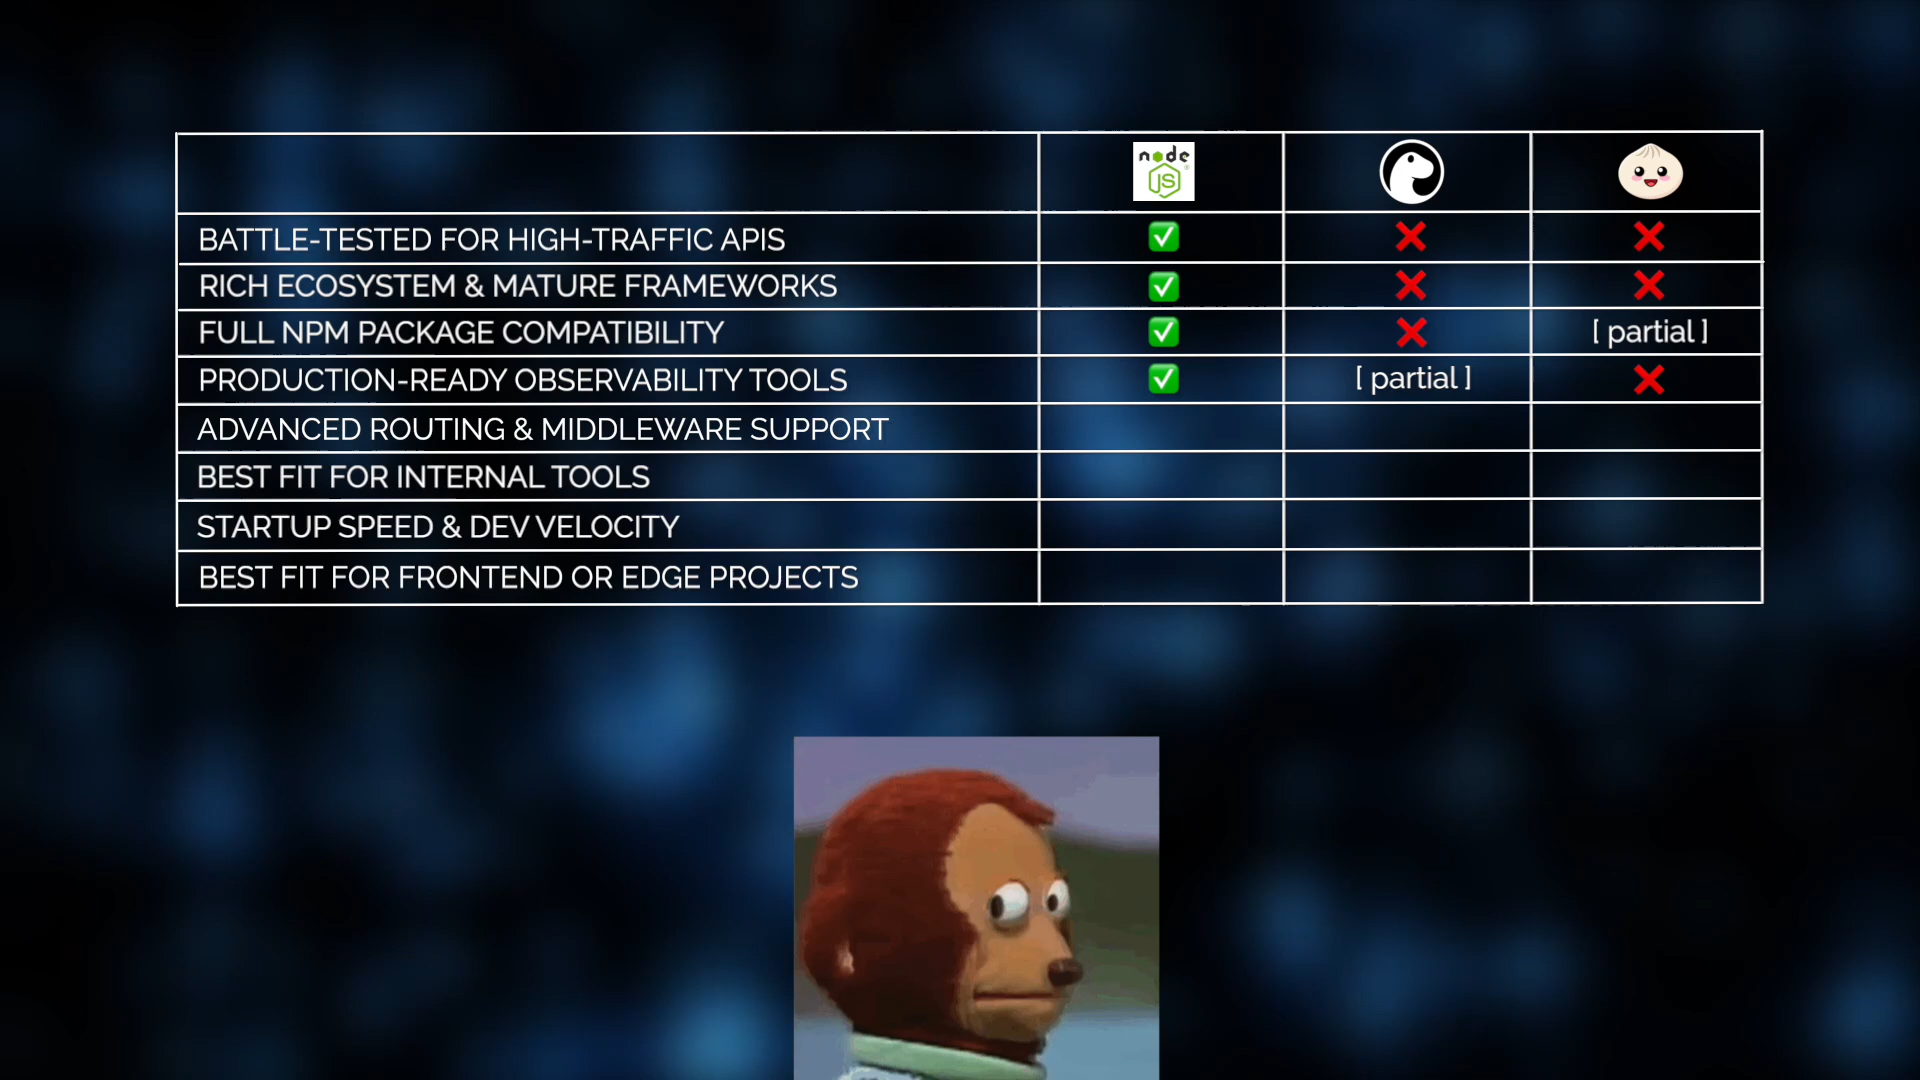 node
JS
BATTLE-TESTED FOR HIGH-TRAFFIC APIS
RICH ECOSYSTEM & MATURE FRAMEWORKS
FULL NPM PACKAGE COMPATIBILITY [ partial ]
PRODUCTION-READY OBSERVABILITY TOOLS [ partial ]
ADVANCED ROUTING & MIDDLEWARE SUPPORT
BEST FIT FOR INTERNAL TOOLS
STARTUP SPEED & DEV VELOCITY
BEST FIT FOR FRONTEND OR EDGE PROJECTS